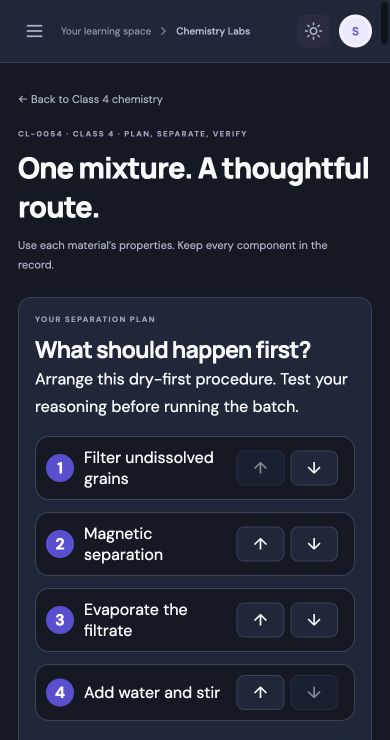 Your learning space > Chemistry Labs S
← Back to Class 4 chemistry
CL-0054 · CLASS 4 · PLAN, SEPARATE, VERIFY
One mixture. A thoughtful
route.
Use each material's properties. Keep every component in the
record.
YOUR SEPARATION PLAN
What should happen first?
Arrange this dry-first procedure. Test your
reasoning before running the batch.
1 Filter undissolved
grains ↑ ↓
2 Magnetic
separation ↑ ↓
3 Evaporate the
filtrate ↑ ↓
4 Add water and stir ↑ ↓